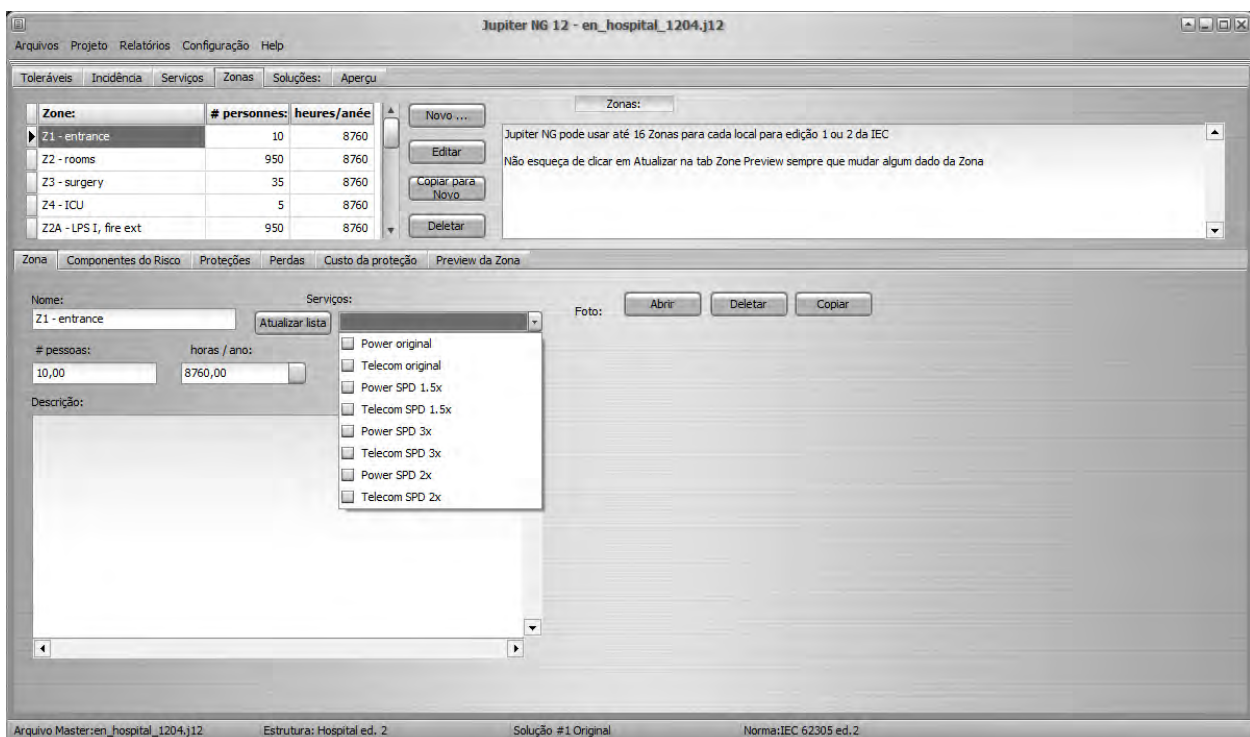 Jupiter NG 12 - en_hospital_1204.j12
Arquivos Projeto Relatórios Configuração Help
Toleráveis Incidência Serviços Zonas Soluções: Aperçu
Zone: # personnes: heures/anée
Z1 - entrance 10 8760
Z2 - rooms 950 8760
Z3 - surgery 35 8760
Z4 - ICU 5 8760
Z2A - LPS I, fire ext 950 8760
Novo ...
Editar
Copiar para
Novo
Deletar
Zonas:
Jupiter NG pode usar até 16 Zonas para cada local para edição 1 ou 2 da IEC
Não esqueça de clicar em Atualizar na tab Zone Preview sempre que mudar algum dado da Zona
Zona Componentes do Risco Proteções Perdas Custo da proteção Preview da Zona
Nome:
Z1 - entrance
Serviços:
Atualizar lista
Foto: Abrir Deletar Copiar
# pessoas: horas / ano:
10,00 8760,00
Descrição:
Power original
Telecom original
Power SPD 1.5x
Telecom SPD 1.5x
Power SPD 3x
Telecom SPD 3x
Power SPD 2x
Telecom SPD 2x
Arquivo Master:en_hospital_1204.j12 Estrutura: Hospital ed. 2 Solução #1 Original Norma:IEC 62305 ed.2